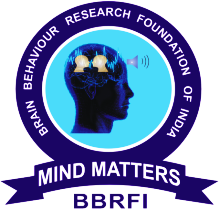 BRAIN BEHAVIOUR RESEARCH FOUNDATION OF INDIA
MIND MATTERS
BBRFI